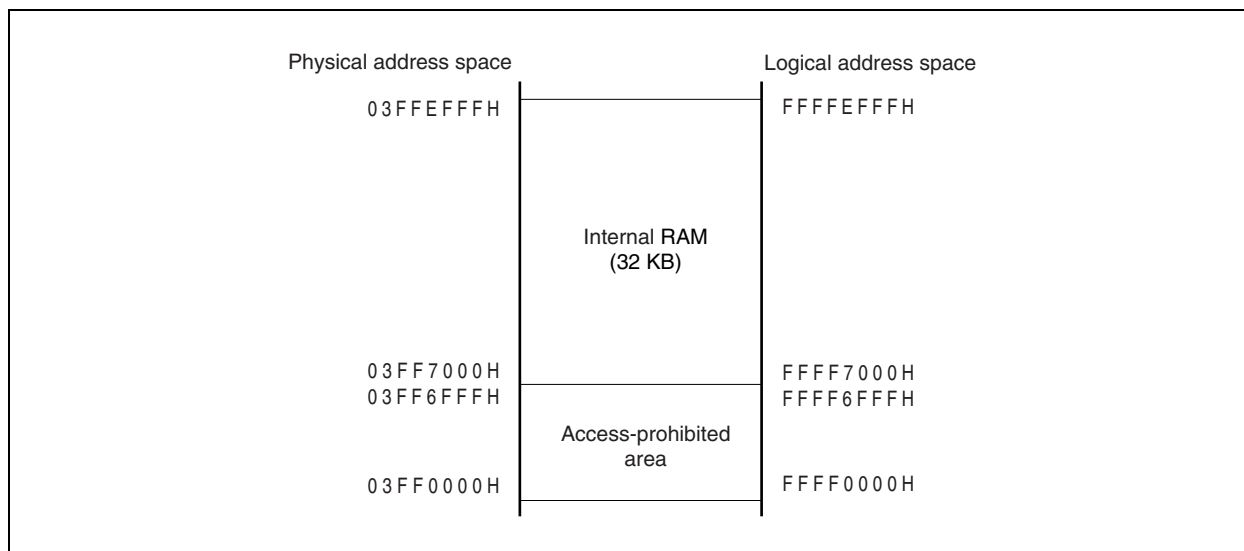 Physical address space
Logical address space
03FFEFFFH
FFFFEFFFH
Internal RAM
(32 KB)
03FF7000H
FFFF7000H
03FF6FFFH
FFFF6FFFH
Access-prohibited
area
03FF0000H
FFFF0000H